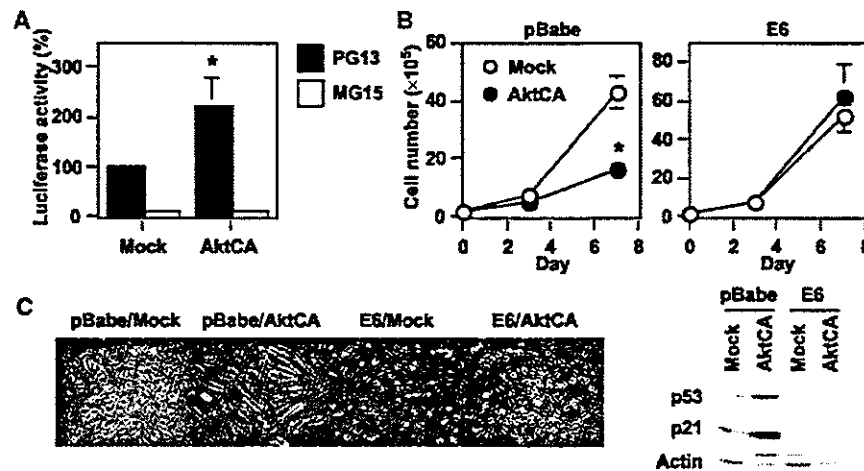 A
Luciferase activity (%)
300
200
100
0
*
Mock AktCA
PG13
MG15
B
pBabe
Cell number (×10⁵)
60
40
20
0
Mock
AktCA
*
0 2 4 6 8
Day
E6
80
60
40
20
0
0 2 4 6 8
Day
C
pBabe/Mock pBabe/AktCA E6/Mock E6/AktCA
pBabe E6
Mock AktCA Mock AktCA
p53
p21
Actin